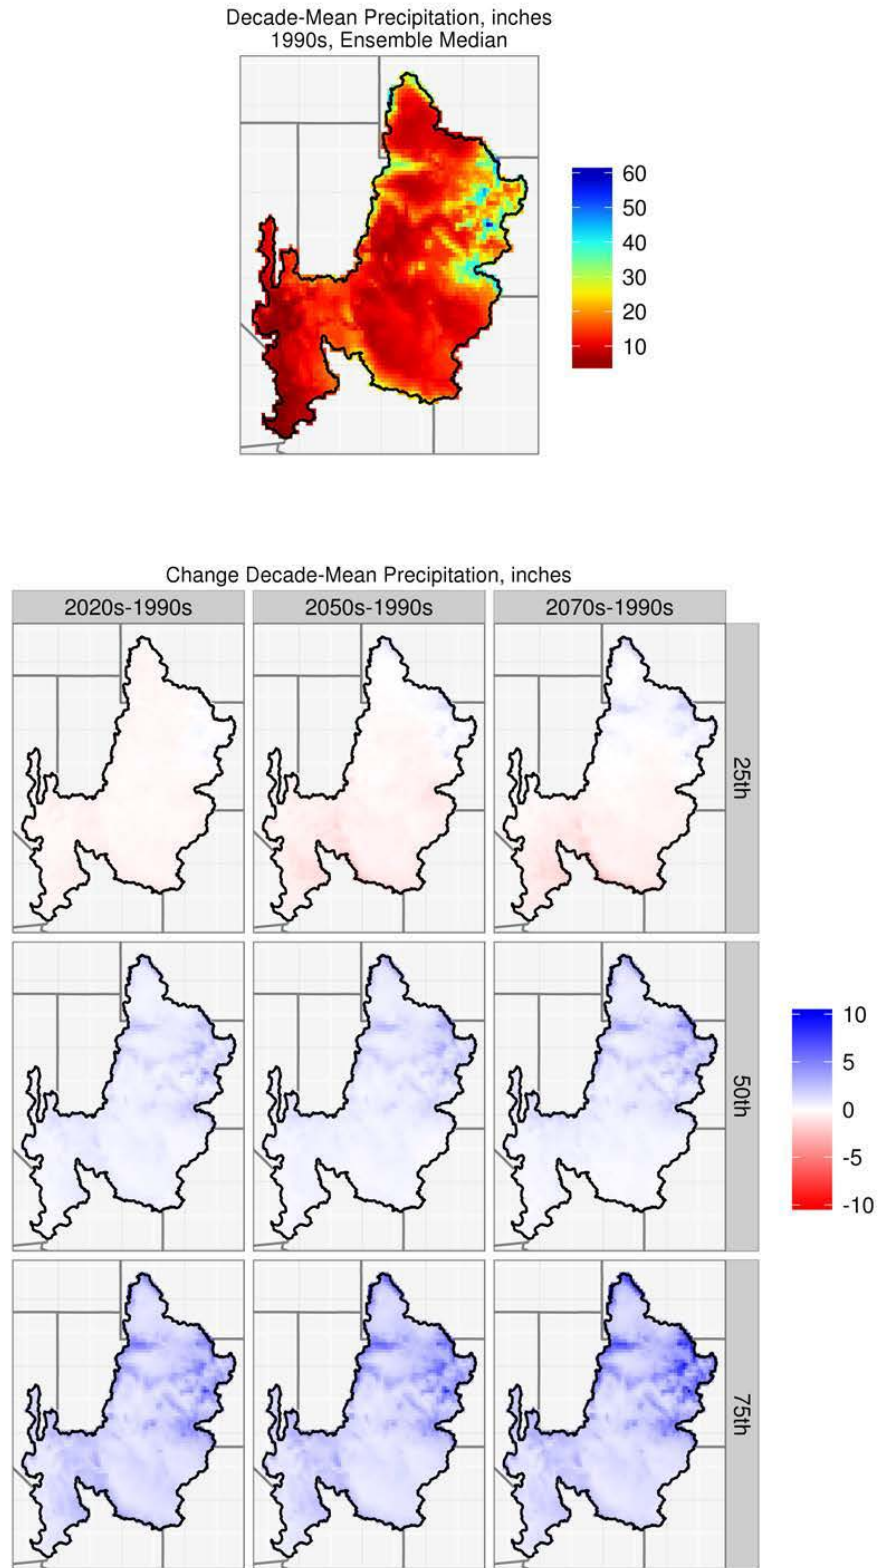 Decade-Mean Precipitation, inches
1990s, Ensemble Median
60
50
40
30
20
10
Change Decade-Mean Precipitation, inches
2020s-1990s 2050s-1990s 2070s-1990s
25th
50th
75th
10
5
0
-5
-10